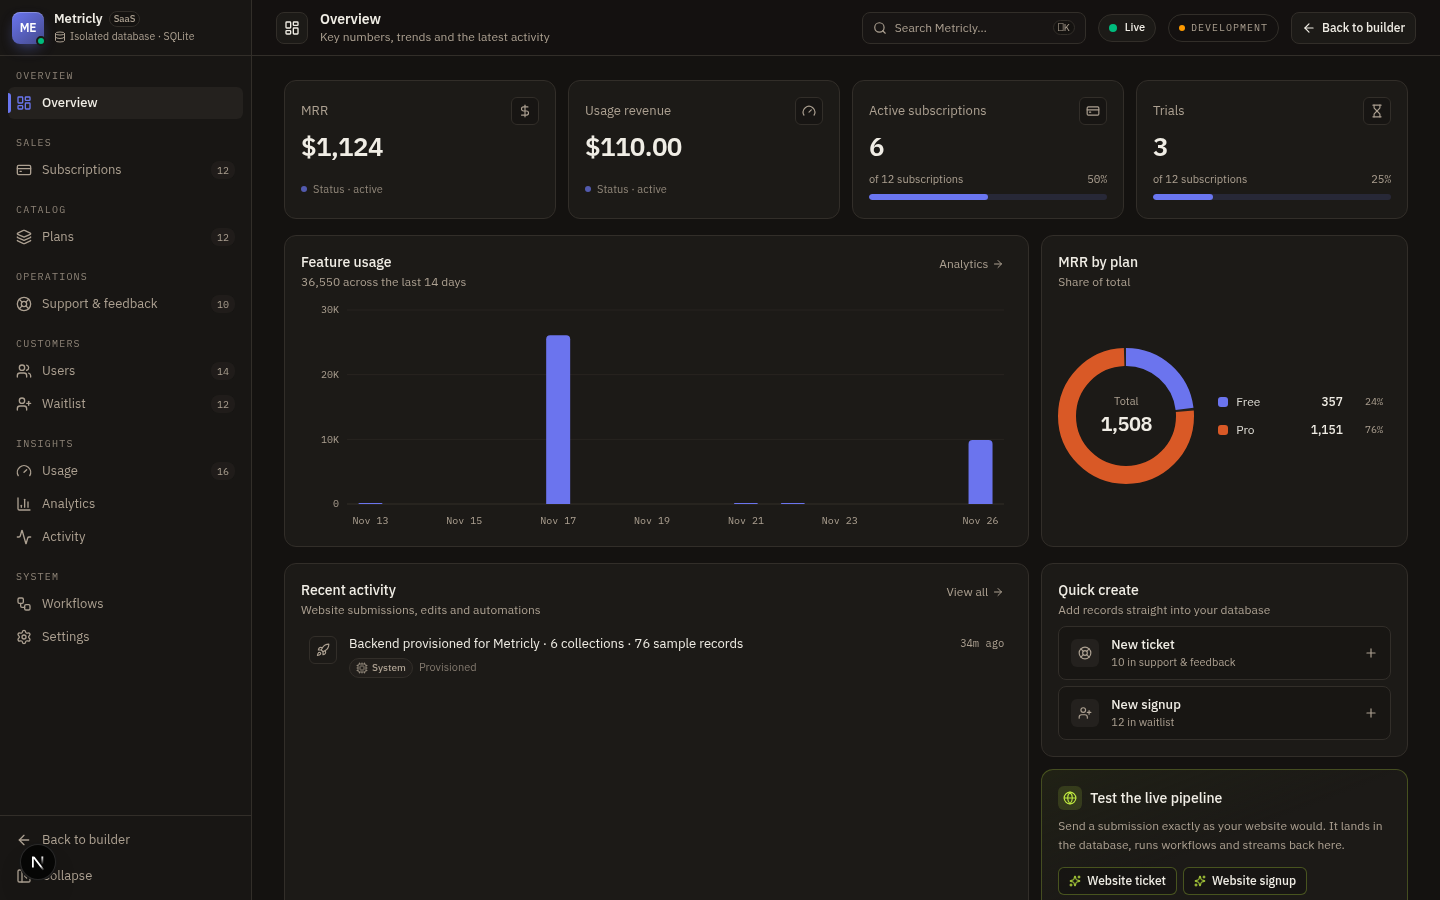 ME
Metricly SaaS
Isolated database · SQLite
OVERVIEW
Overview
SALES
Subscriptions 12
CATALOG
Plans 12
OPERATIONS
Support & feedback 10
CUSTOMERS
Users 14
Waitlist 12
INSIGHTS
Usage 16
Analytics
Activity
SYSTEM
Workflows
Settings
Back to builder
N
ollapse
Overview
Key numbers, trends and the latest activity
Search Metricly...
K
Live
DEVELOPMENT
Back to builder
MRR
$1,124
Status · active
Usage revenue
$110.00
Status · active
Active subscriptions
6
of 12 subscriptions 50%
Trials
3
of 12 subscriptions 25%
Feature usage
36,550 across the last 14 days
Analytics
30K
20K
10K
0
Nov 13 Nov 15 Nov 17 Nov 19 Nov 21 Nov 23 Nov 26
MRR by plan
Share of total
Total
1,508
Free 357 24%
Pro 1,151 76%
Recent activity
Website submissions, edits and automations
View all
Backend provisioned for Metricly · 6 collections · 76 sample records
34m ago
System Provisioned
Quick create
Add records straight into your database
New ticket
10 in support & feedback
New signup
12 in waitlist
Test the live pipeline
Send a submission exactly as your website would. It lands in
the database, runs workflows and streams back here.
Website ticket
Website signup